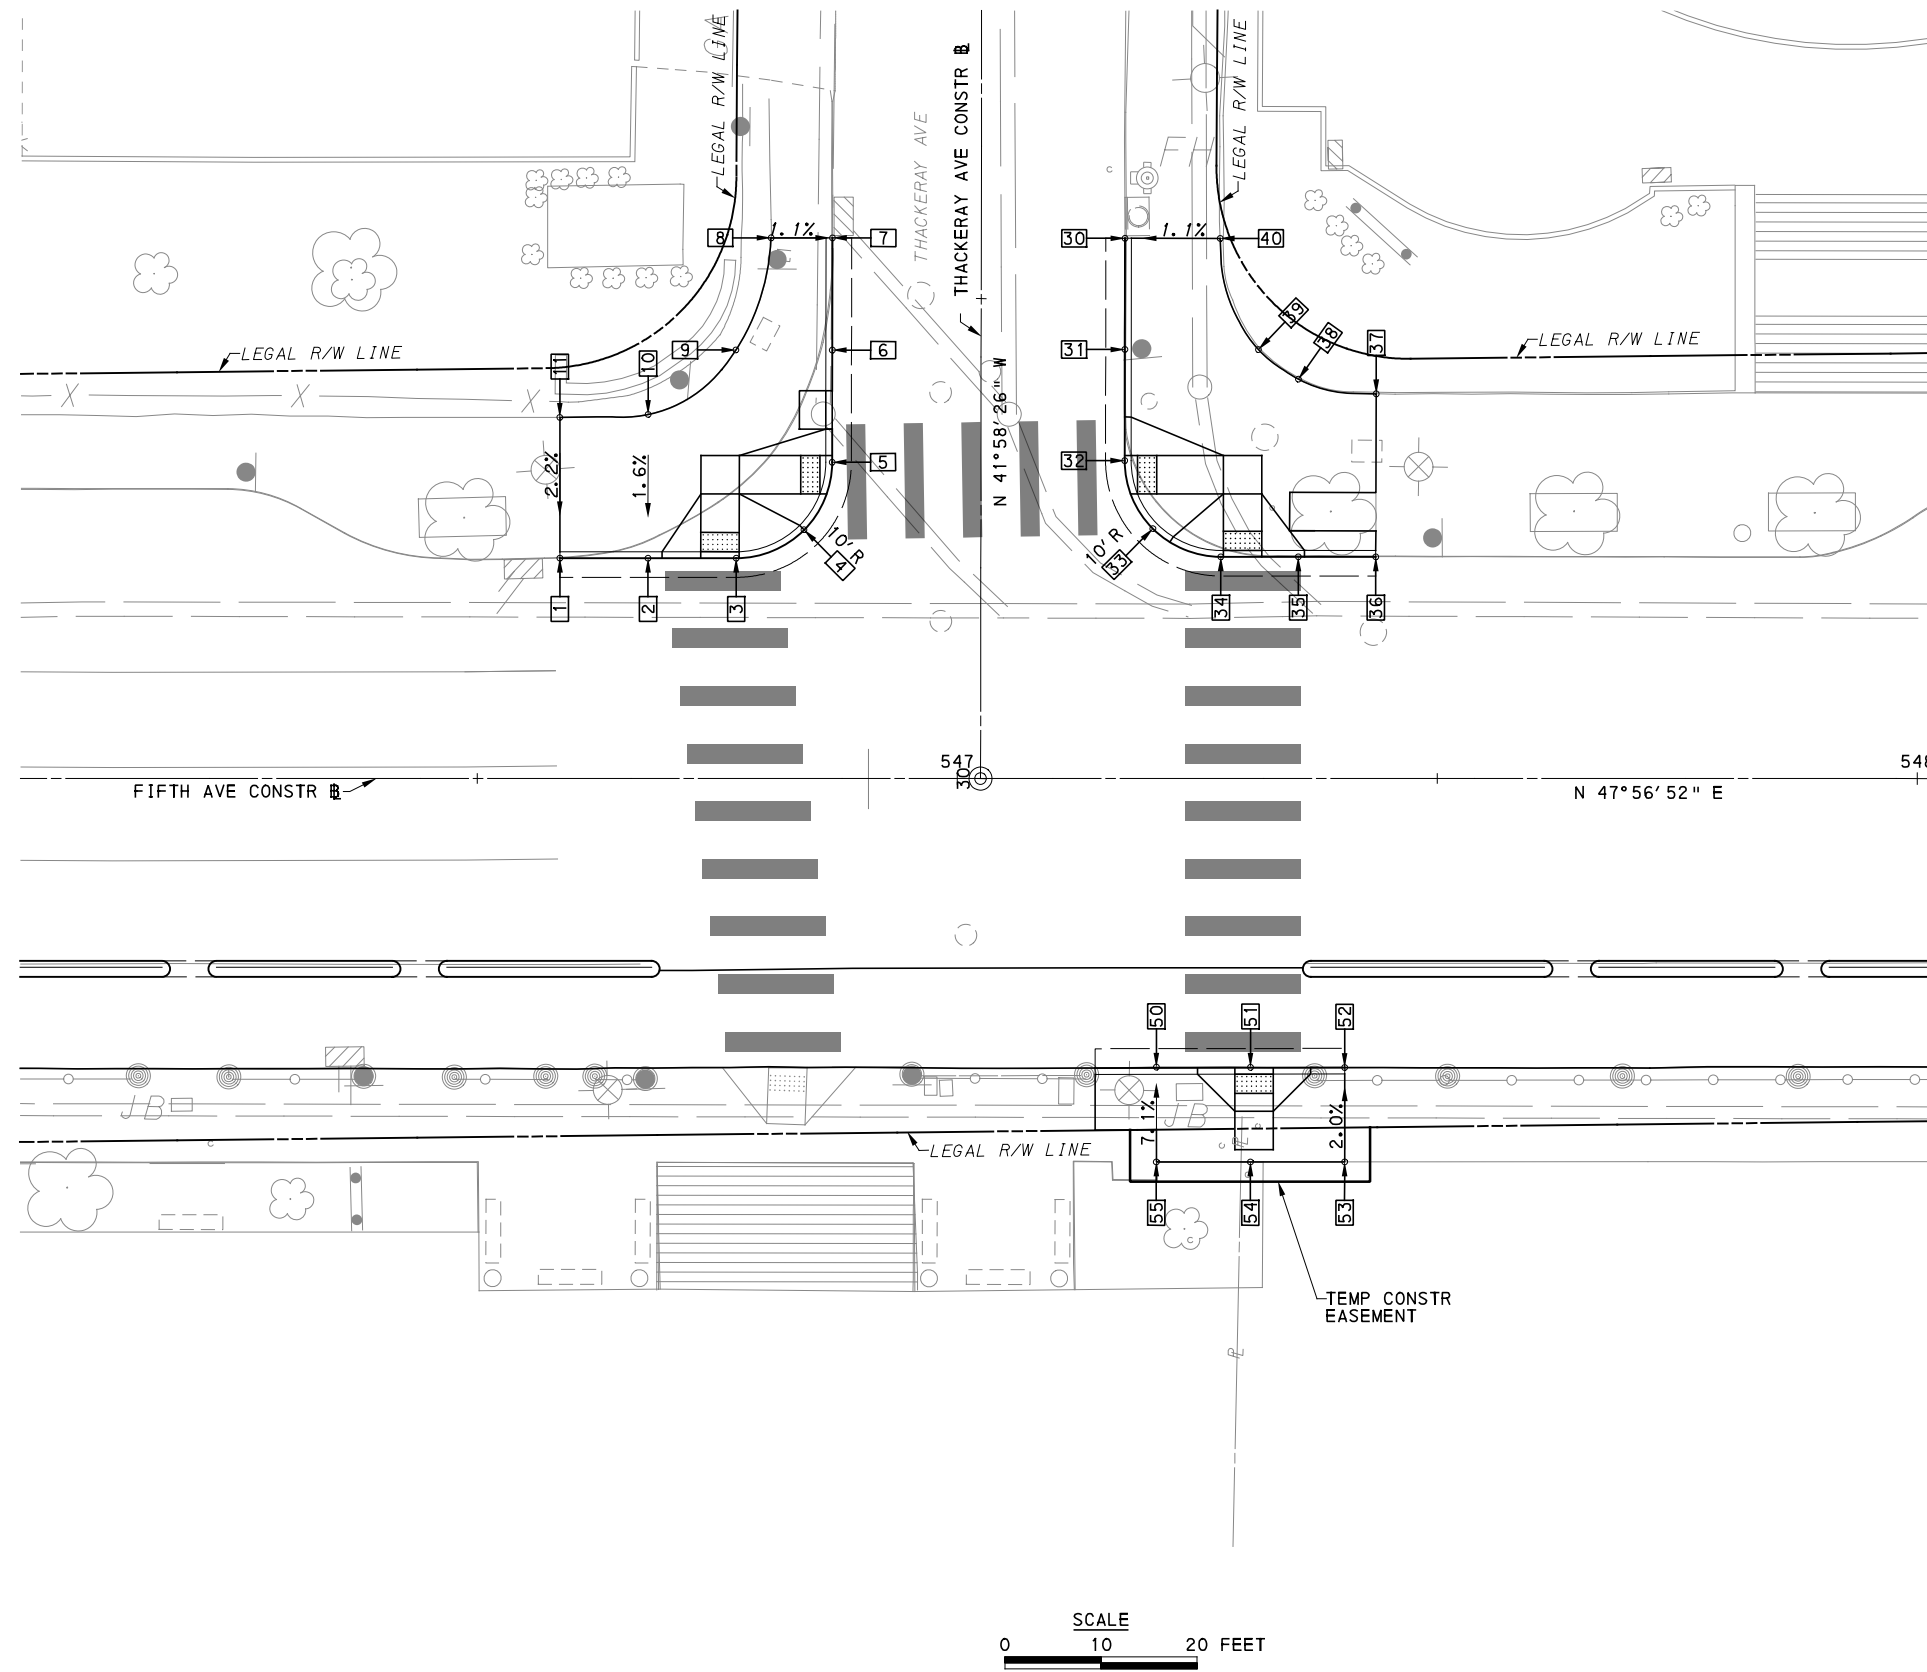 LEGAL R/W LINE
THACKERAY AVE CONSTR ℄
THACKERAY AVE
LEGAL R/W LINE
FH
8
1.1%
7
30
1.1%
40
39
38
37
LEGAL R/W LINE
11
10
9
6
31
LEGAL R/W LINE
X
X
X
2.2%
1.6%
5
32
N 41°58'26" W
10' R
4
10' R
33
1
2
3
34
35
36
547
30
548
FIFTH AVE CONSTR
N 47°56'52" E
50
51
52
JB
JB
7.1%
2.0%
LEGAL R/W LINE
55
54
53
TEMP CONSTR
EASEMENT
SCALE
0 10 20 FEET